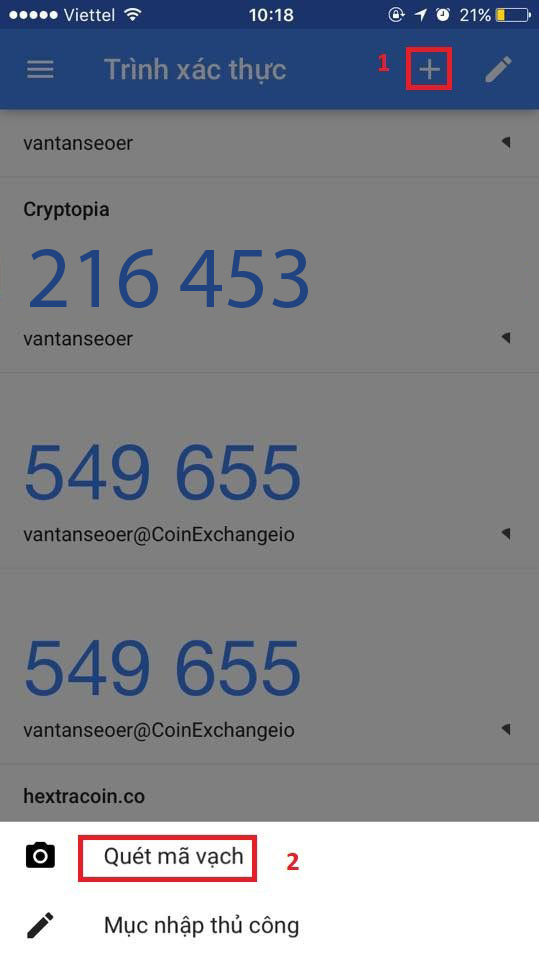 Viettel 10:18 21%
Trình xác thực 1 +
vantanseoer
Cryptopia
216 453
vantanseoer
549 655
vantanseoer@CoinExchangeio
549 655
vantanseoer@CoinExchangeio
hextracoin.co
Quét mã vạch 2
Mục nhập thủ công